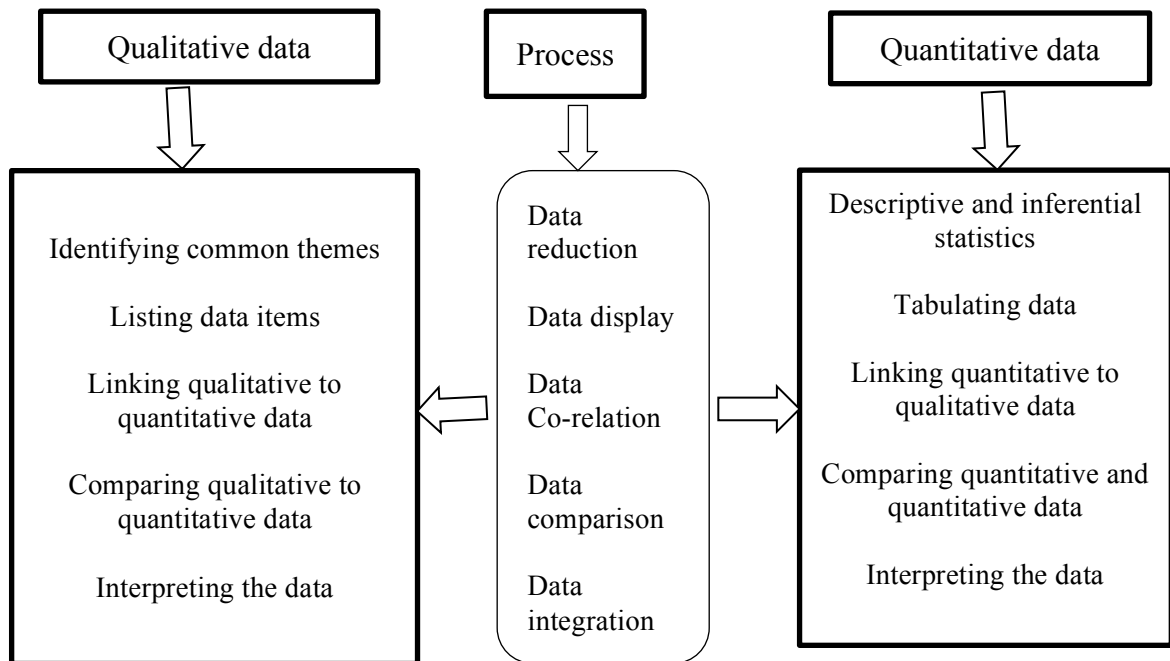 Qualitative data
Process
Quantitative data
Identifying common themes
Listing data items
Linking qualitative to
quantitative data
Comparing qualitative to
quantitative data
Interpreting the data
Data
reduction
Data display
Data
Co-relation
Data
comparison
Data
integration
Descriptive and inferential
statistics
Tabulating data
Linking quantitative to
qualitative data
Comparing quantitative and
quantitative data
Interpreting the data